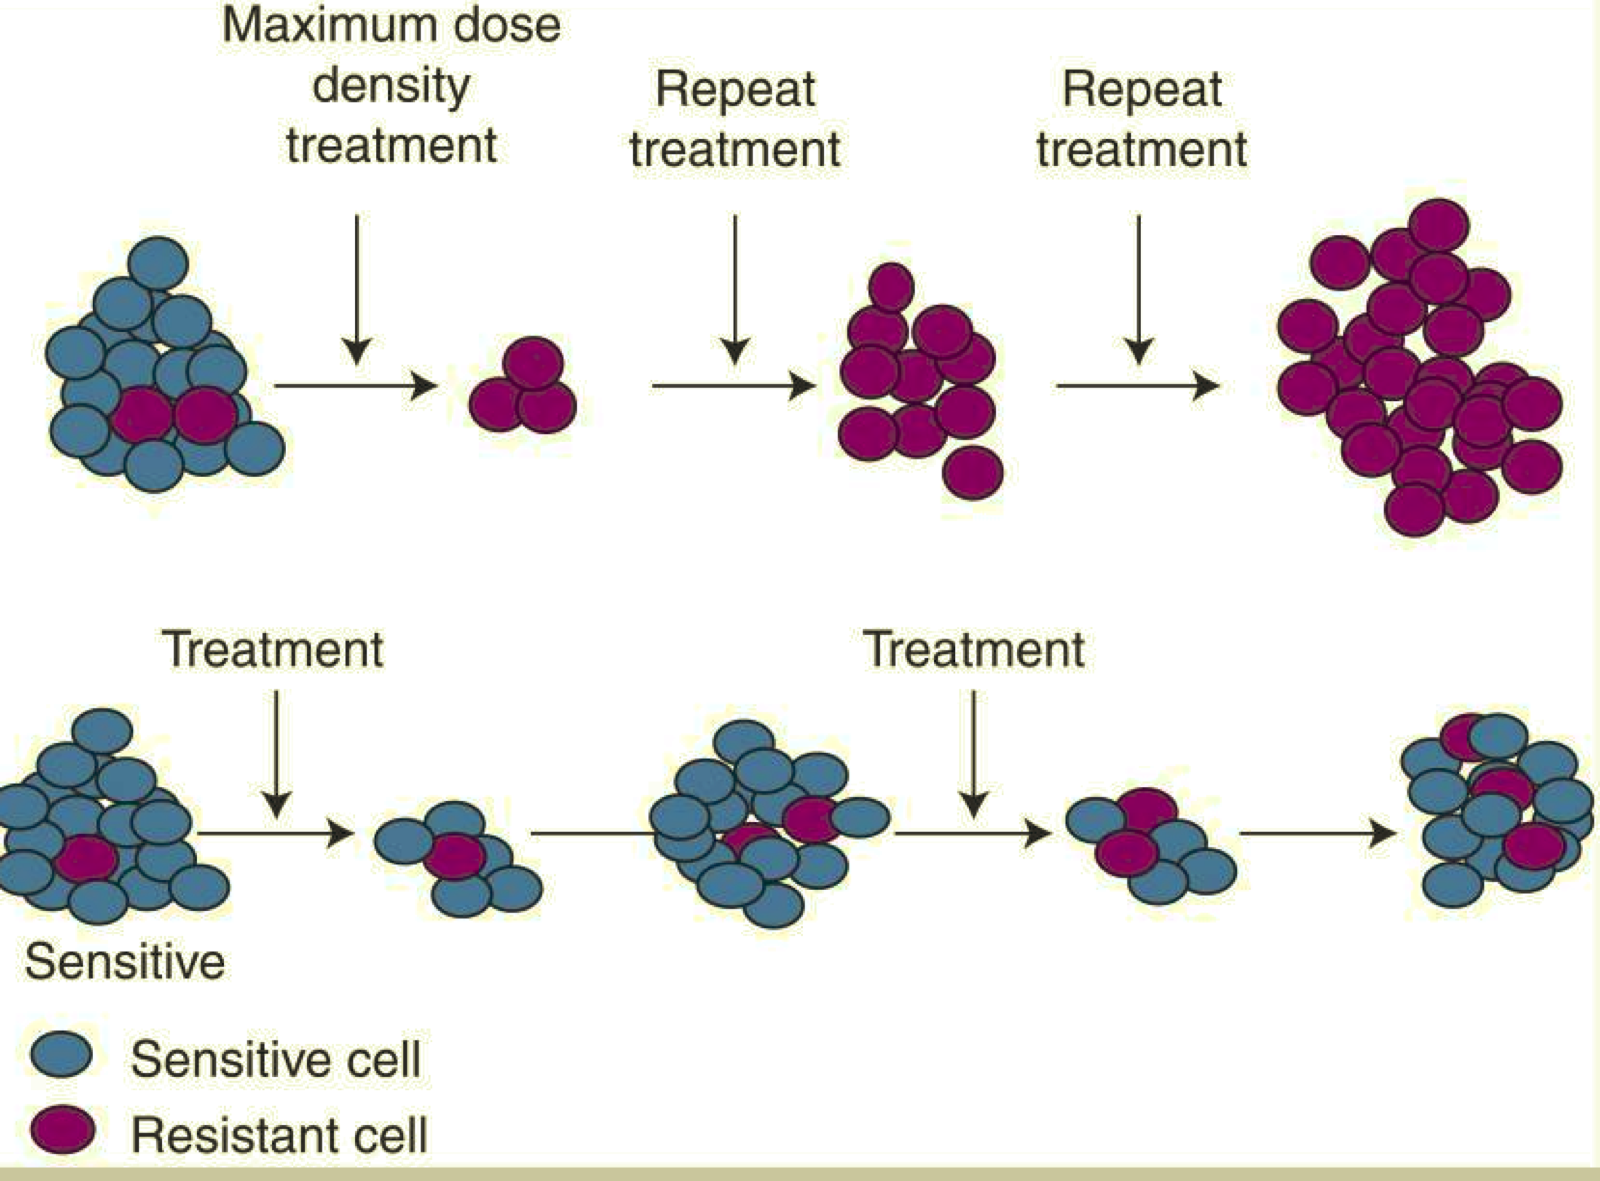 Maximum dose
density
treatment
Repeat
treatment
Repeat
treatment
Treatment
Treatment
Sensitive
Sensitive cell
Resistant cell